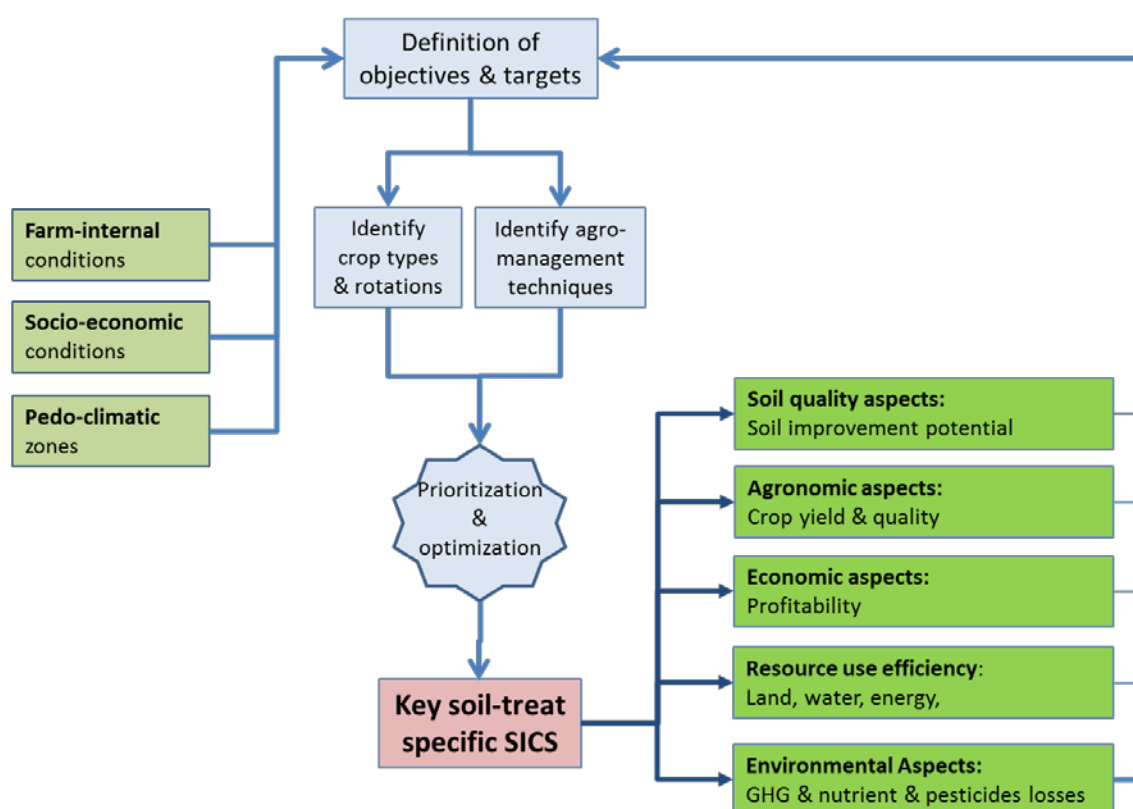 Definition of
objectives & targets
Farm-internal
conditions
Socio-economic
conditions
Pedo-climatic
zones
Identify
crop types
& rotations
Identify agro-
management
techniques
Prioritization
&
optimization
Key soil-treat
specific SICS
Soil quality aspects:
Soil improvement potential
Agronomic aspects:
Crop yield & quality
Economic aspects:
Profitability
Resource use efficiency:
Land, water, energy,
Environmental Aspects:
GHG & nutrient & pesticides losses